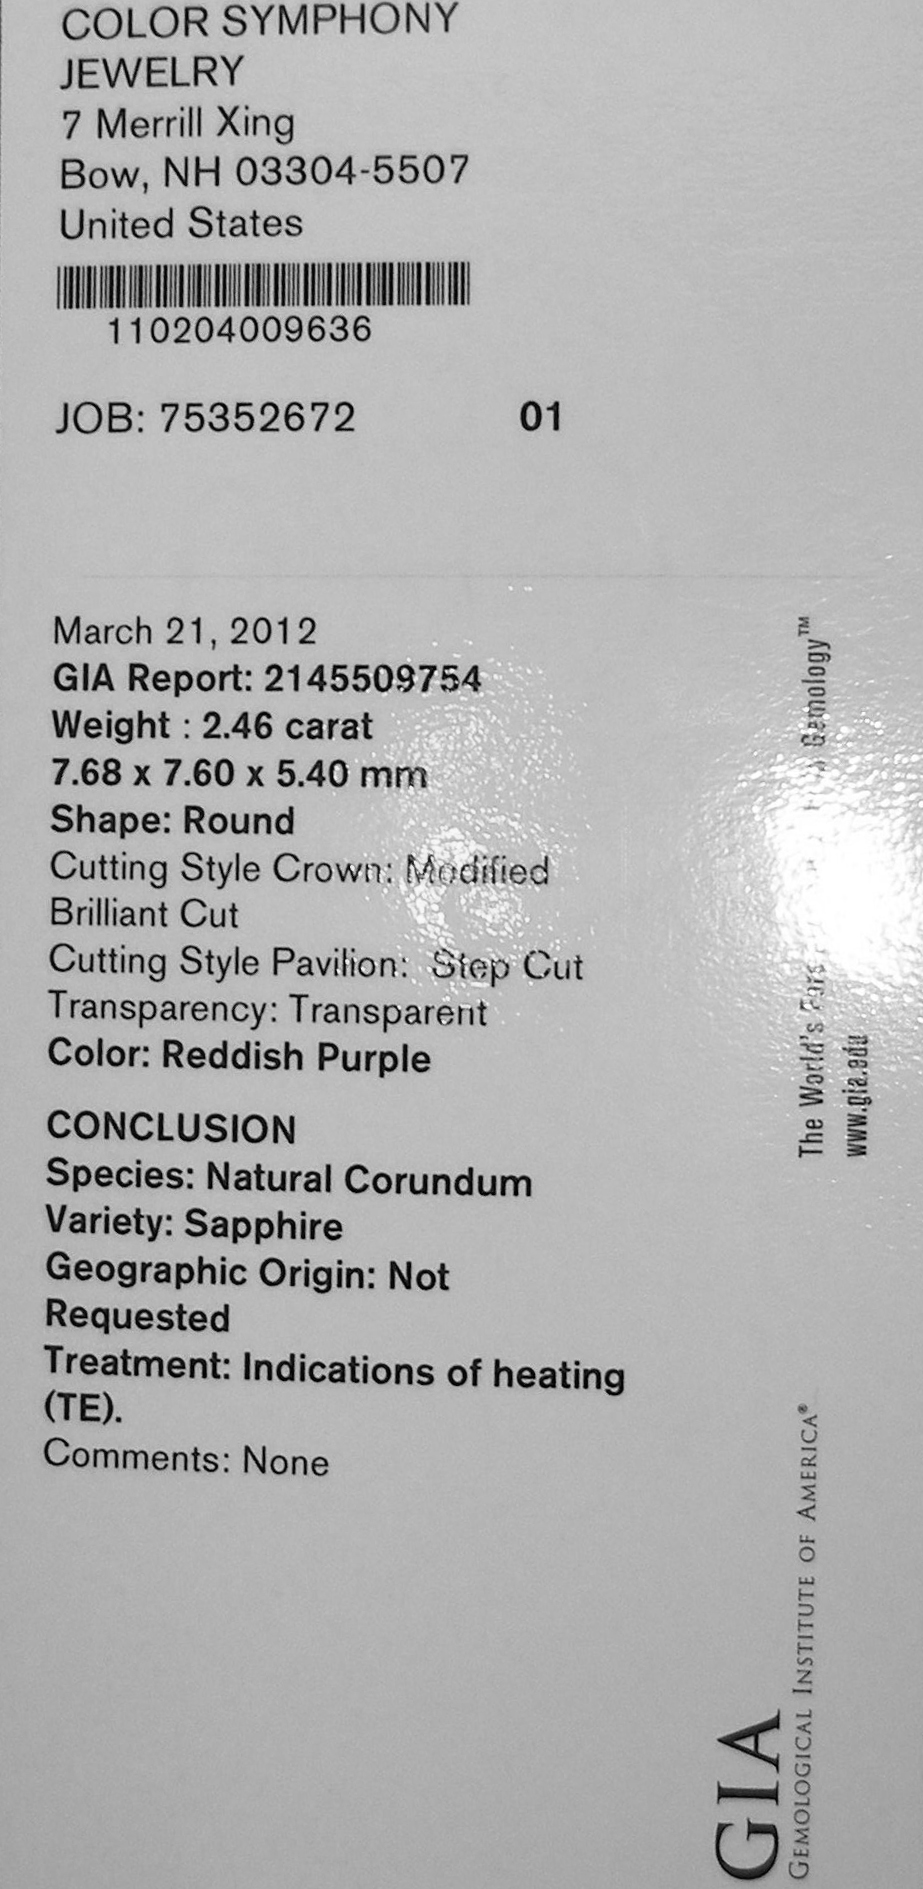 COLOR SYMPHONY
JEWELRY
7 Merrill Xing
Bow, NH 03304-5507
United States
110204009636
JOB: 75352672 01
March 21, 2012
GIA Report: 2145509754
Weight : 2.46 carat
7.68 x 7.60 x 5.40 mm
Shape: Round
Cutting Style Crown: Modified
Brilliant Cut
Cutting Style Pavilion: Step Cut
Transparency: Transparent
Color: Reddish Purple
CONCLUSION
Species: Natural Corundum
Variety: Sapphire
Geographic Origin: Not
Requested
Treatment: Indications of heating
(TE).
Comments: None
GIA
GEMOLOGICAL INSTITUTE OF AMERICA®
The World's Gemology™
www.gia.edu